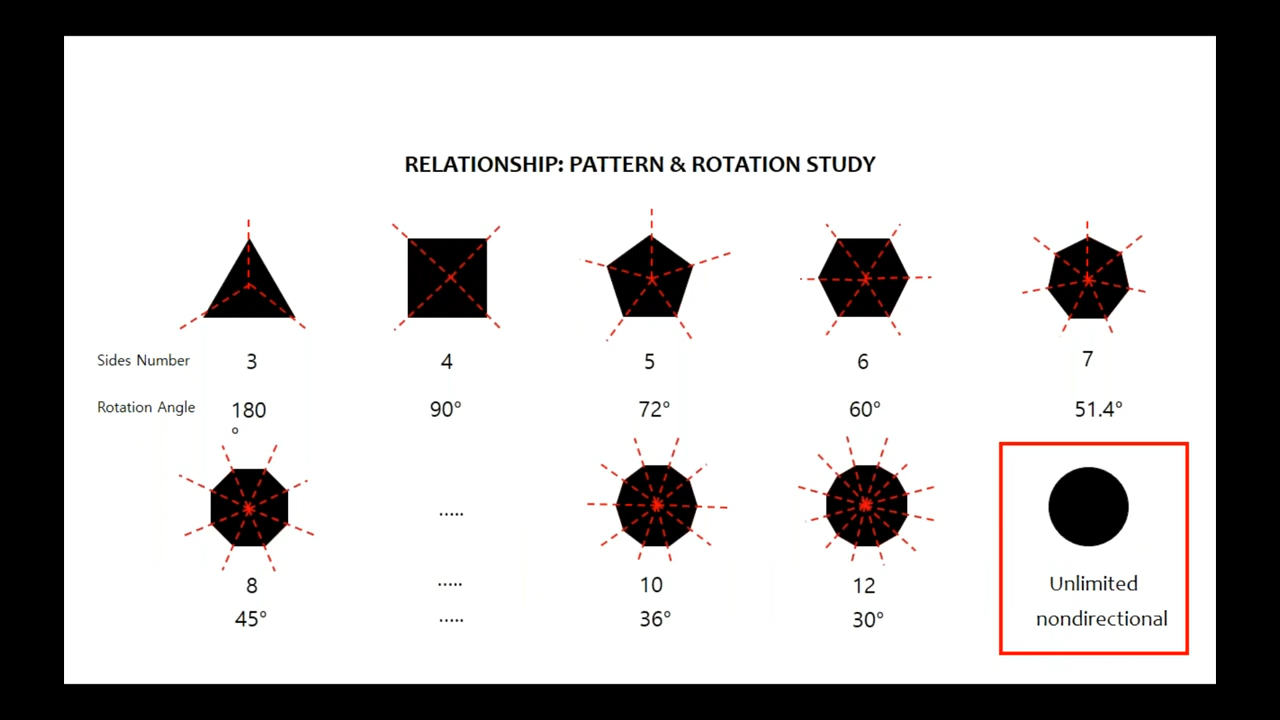 RELATIONSHIP: PATTERN & ROTATION STUDY
Sides Number 3 4 5 6 7
Rotation Angle 180° 90° 72° 60° 51.4°
8 ..... 10 12 Unlimited
45° ..... 36° 30° nondirectional